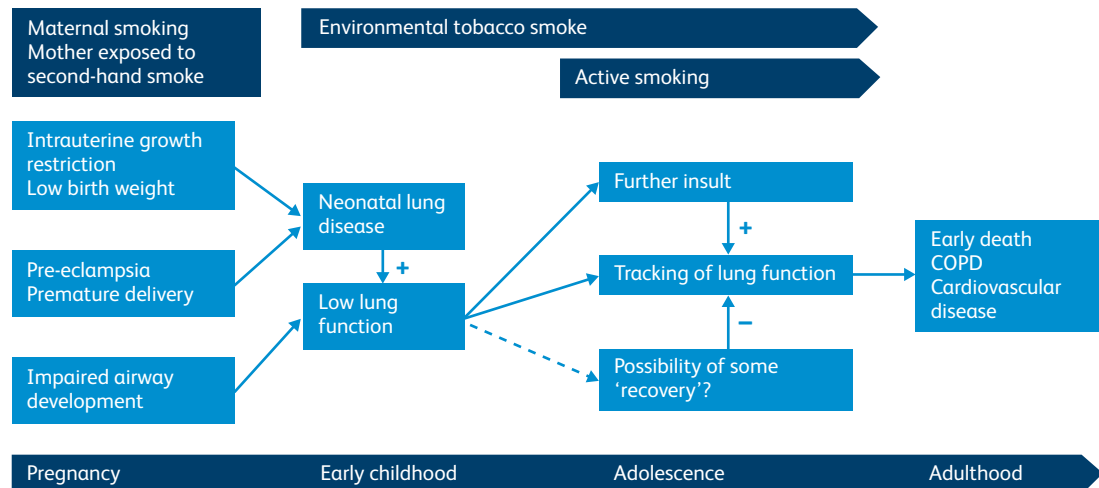 Maternal smoking
Mother exposed to
second-hand smoke
Environmental tobacco smoke
Active smoking
Intrauterine growth
restriction
Low birth weight
Pre-eclampsia
Premature delivery
Impaired airway
development
Neonatal lung
disease
+
Low lung
function
Further insult
+
Tracking of lung function
–
Possibility of some
‘recovery’?
Early death
COPD
Cardiovascular
disease
Pregnancy
Early childhood
Adolescence
Adulthood